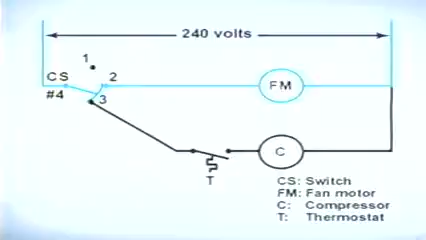 240 volts
1
CS
2
FM
#4
3
C
T
CS: Switch
FM: Fan motor
C: Compressor
T: Thermostat